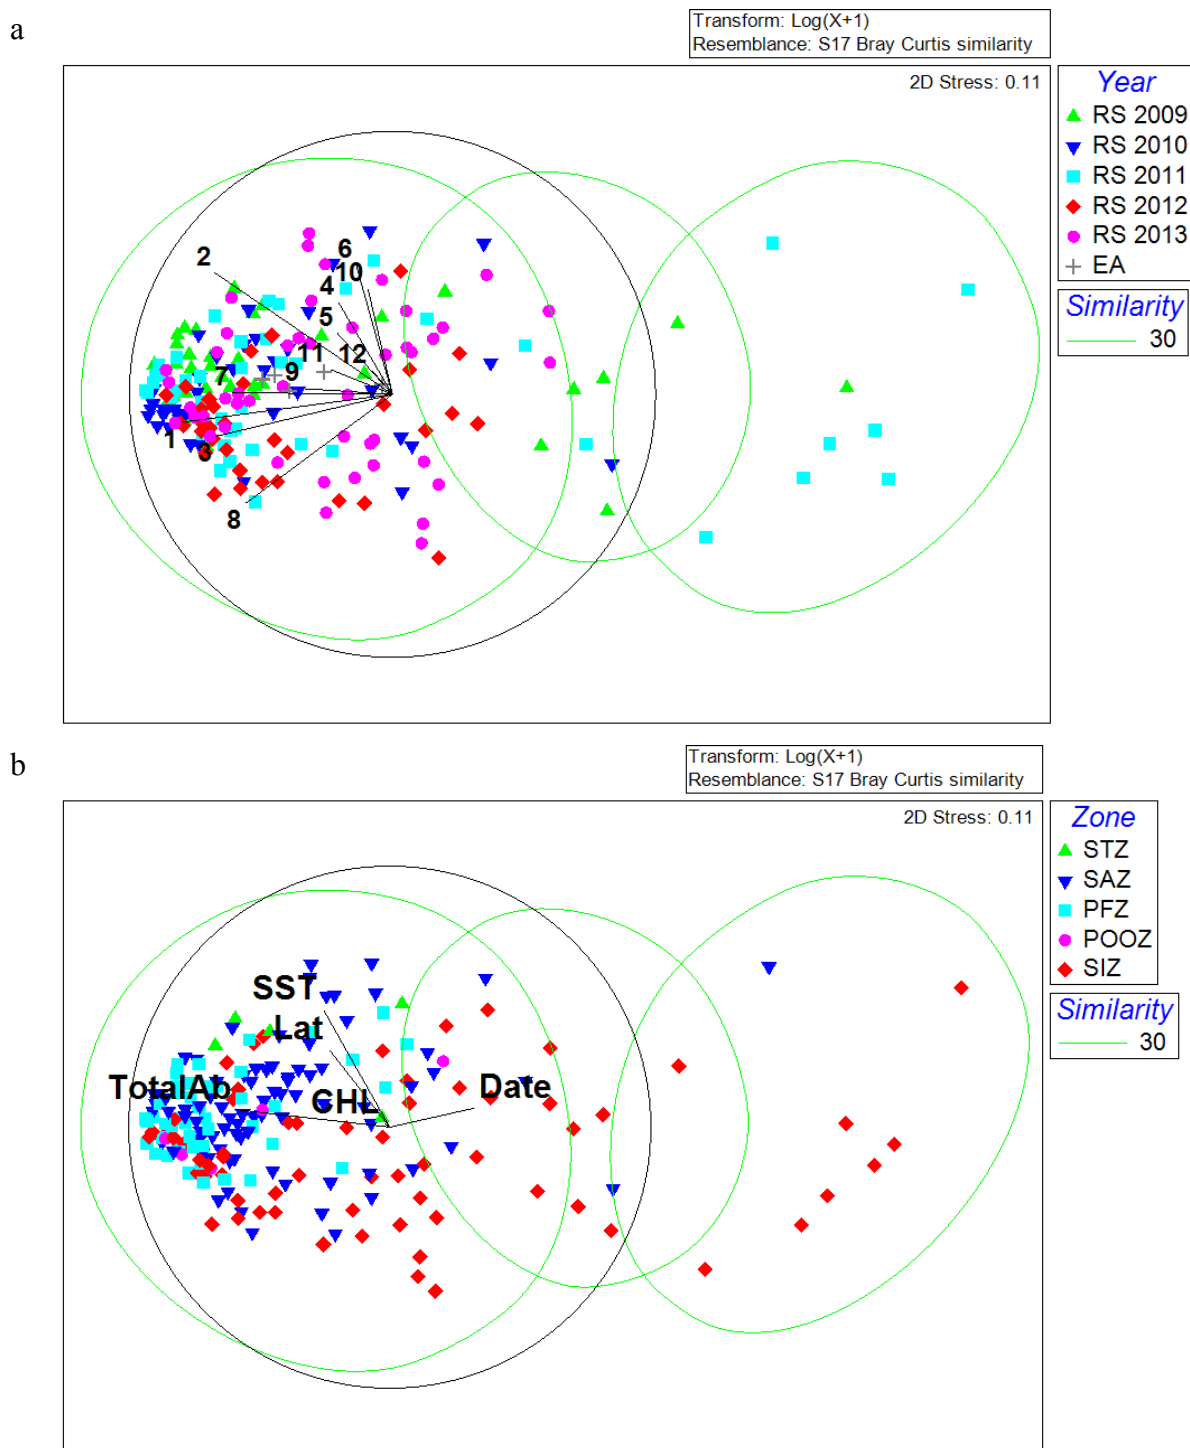 a
Transform: Log(X+1)
Resemblance: S17 Bray Curtis similarity
2D Stress: 0.11
Year
RS 2009
RS 2010
RS 2011
RS 2012
RS 2013
EA
Similarity
30
2
6
10
4
5
11
12
7
9
1
3
8
b
Transform: Log(X+1)
Resemblance: S17 Bray Curtis similarity
2D Stress: 0.11
Zone
STZ
SAZ
PFZ
POOZ
SIZ
Similarity
30
SST
Lat
TotalAb
CHL
Date